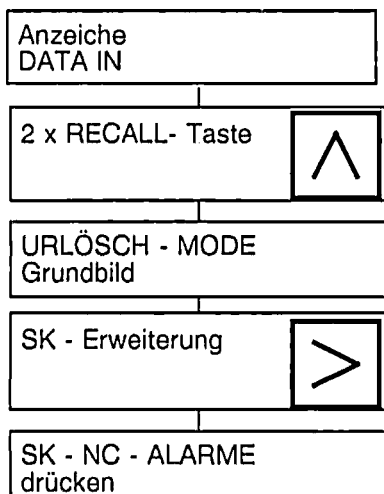 Anzeiche
DATA IN
2 x RECALL- Taste
URLÖSCH - MODE
Grundbild
SK - Erweiterung
SK - NC - ALARME
drücken